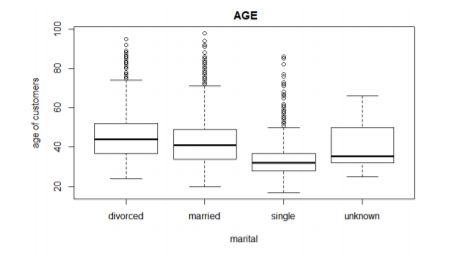 AGE
100
80
60
40
20
age of customers
divorced married single unknown
marital